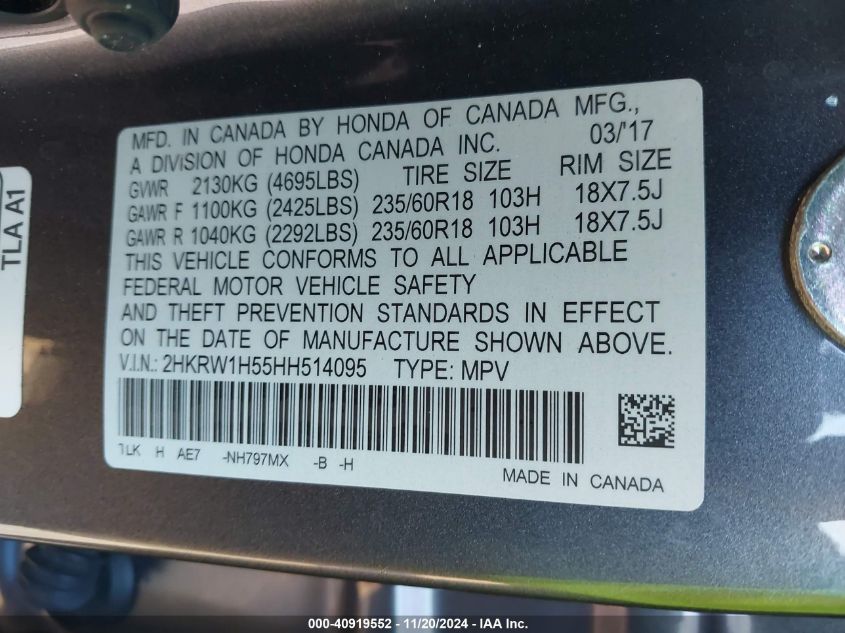 MFD. IN CANADA BY HONDA OF CANADA MFG.,
A DIVISION OF HONDA CANADA INC. 03/'17
GVWR 2130KG (4695LBS) TIRE SIZE RIM SIZE
GAWR F 1100KG (2425LBS) 235/60R18 103H 18X7.5J
GAWR R 1040KG (2292LBS) 235/60R18 103H 18X7.5J
THIS VEHICLE CONFORMS TO ALL APPLICABLE
FEDERAL MOTOR VEHICLE SAFETY
AND THEFT PREVENTION STANDARDS IN EFFECT
ON THE DATE OF MANUFACTURE SHOWN ABOVE.
V.I.N.: 2HKRW1H55HH514095 TYPE: MPV
TLK H AE7 -NH797MX -B -H
MADE IN CANADA
TLA A1
000-40919552 - 11/20/2024 - IAA Inc.